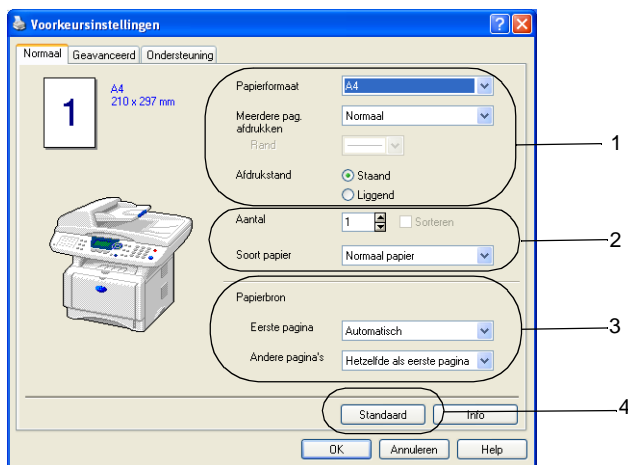 Voorkeursinstellingen
Normaal Geavanceerd Ondersteuning
1
A4
210 x 297 mm
Papierformaat A4
Meerdere pag.
afdrukken
Normaal
Rand
Afdrukstand Staand
Liggend
1
Aantal 1 Sorteren
2
Soort papier Normaal papier
Papierbron
Eerste pagina Automatisch
3
Andere pagina's Hetzelfde als eerste pagina
Standaard Info
4
OK Annuleren Help